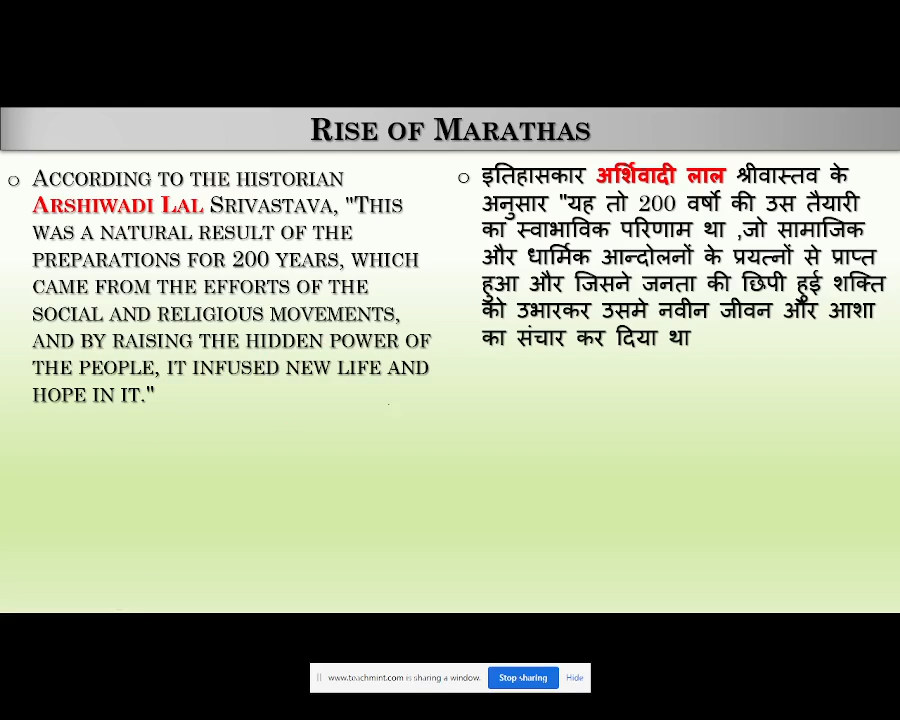 Rise of Marathas
According to the historian
Arshiwadi Lal Srivastava, "This
was a natural result of the
preparations for 200 years, which
came from the efforts of the
social and religious movements,
and by raising the hidden power of
the people, it infused new life and
hope in it."
इतिहासकार अर्शिवादी लाल श्रीवास्तव के
अनुसार "यह तो 200 वर्षो की उस तैयारी
का स्वाभाविक परिणाम था ,जो सामाजिक
और धार्मिक आन्दोलनों के प्रयत्नों से प्राप्त
हुआ और जिसने जनता की छिपी हुई शक्ति
को उभारकर उसमे नवीन जीवन और आशा
का संचार कर दिया था
www.teachmint.com is sharing a window. Stop sharing Hide